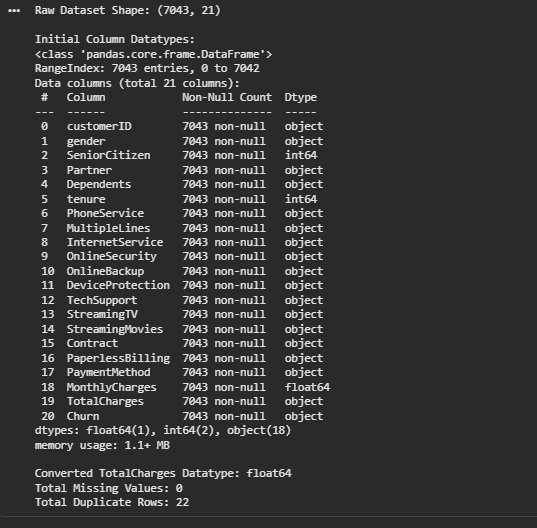 Raw Dataset Shape: (7043, 21)
Initial Column Datatypes:
<class 'pandas.core.frame.DataFrame'>
RangeIndex: 7043 entries, 0 to 7042
Data columns (total 21 columns):
 #   Column            Non-Null Count  Dtype
---  ------            --------------  -----
 0   customerID        7043 non-null   object
 1   gender            7043 non-null   object
 2   SeniorCitizen     7043 non-null   int64
 3   Partner           7043 non-null   object
 4   Dependents        7043 non-null   object
 5   tenure            7043 non-null   int64
 6   PhoneService      7043 non-null   object
 7   MultipleLines     7043 non-null   object
 8   InternetService   7043 non-null   object
 9   OnlineSecurity    7043 non-null   object
 10  OnlineBackup      7043 non-null   object
 11  DeviceProtection  7043 non-null   object
 12  TechSupport       7043 non-null   object
 13  StreamingTV       7043 non-null   object
 14  StreamingMovies   7043 non-null   object
 15  Contract          7043 non-null   object
 16  PaperlessBilling  7043 non-null   object
 17  PaymentMethod     7043 non-null   object
 18  MonthlyCharges    7043 non-null   float64
 19  TotalCharges      7043 non-null   object
 20  Churn             7043 non-null   object
dtypes: float64(1), int64(2), object(18)
memory usage: 1.1+ MB
Converted TotalCharges Datatype: float64
Total Missing Values: 0
Total Duplicate Rows: 22